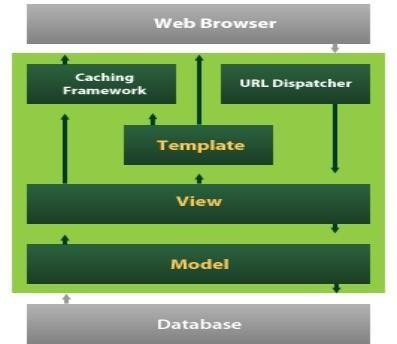 Web Browser
Caching
Framework
URL Dispatcher
Template
View
Model
Database